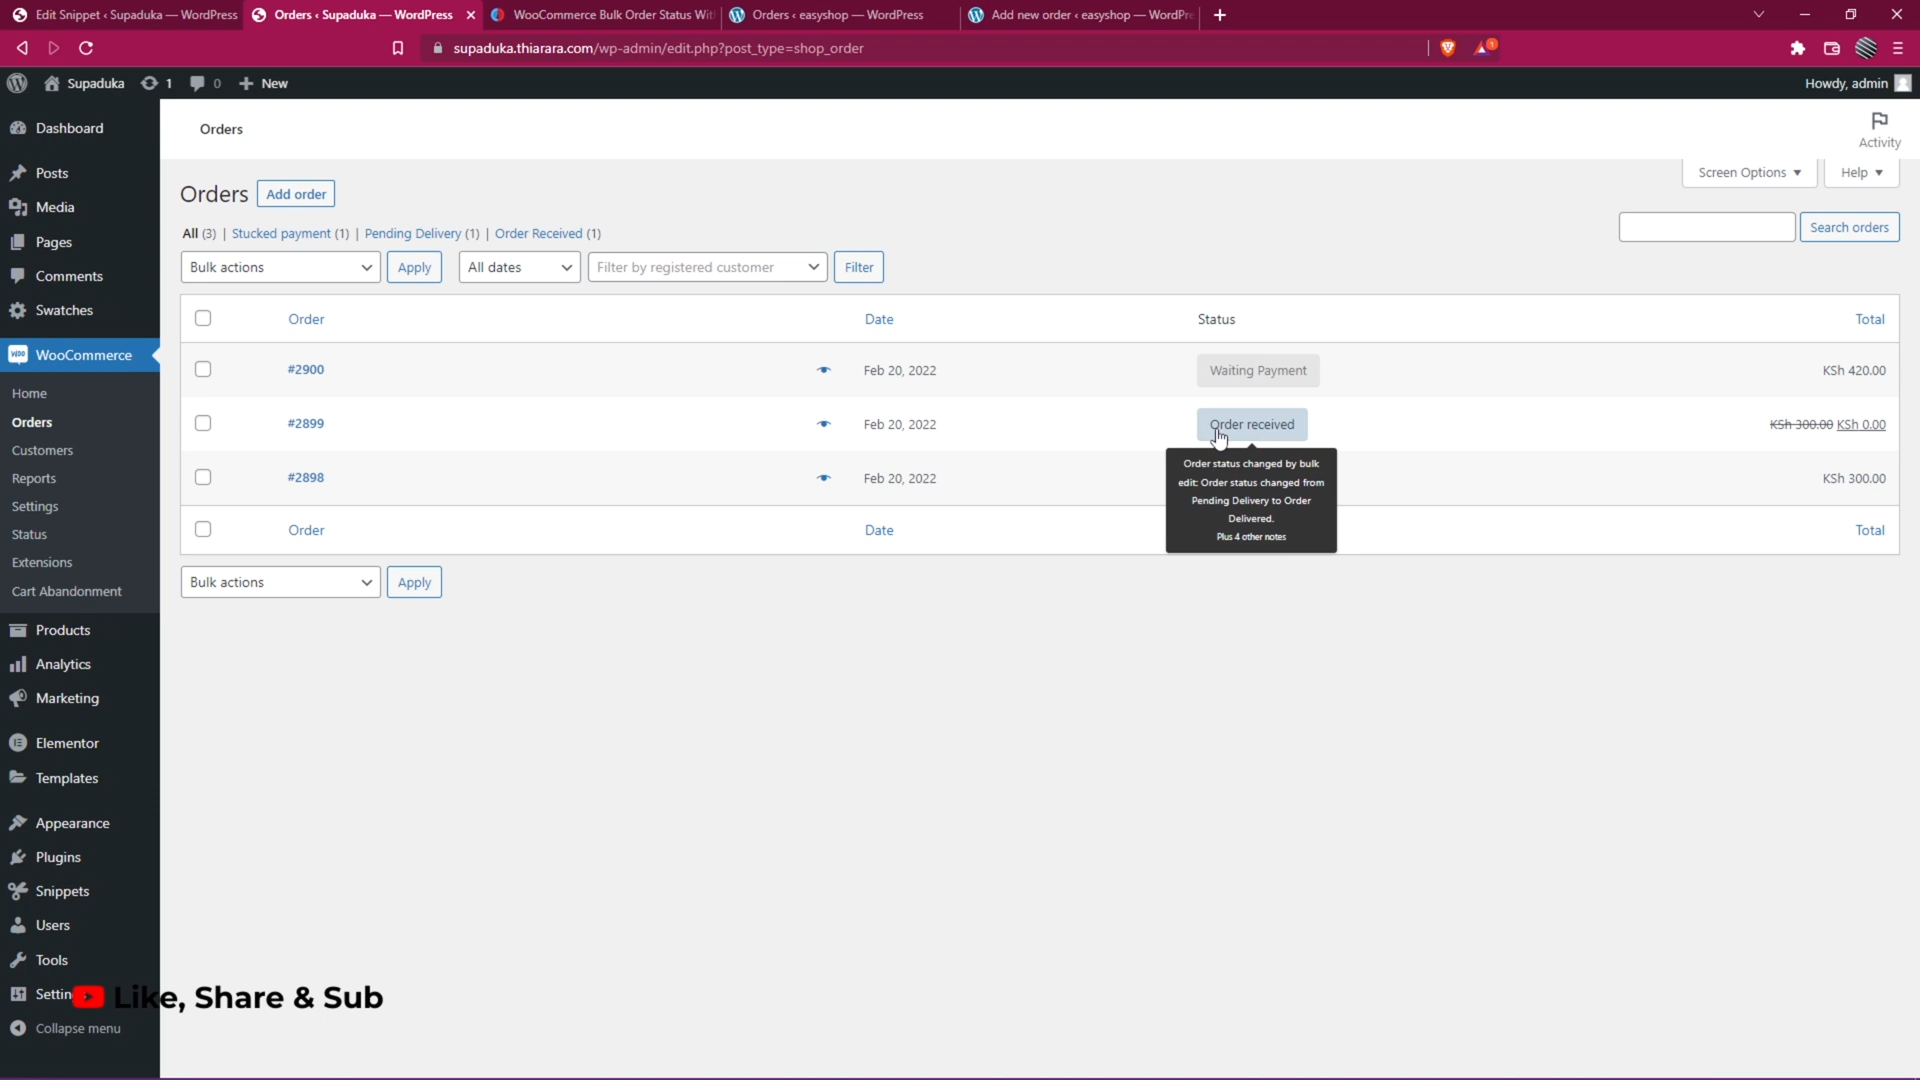 Edit Snippet ‹ Supaduka — WordPress
Orders ‹ Supaduka — WordPress
WooCommerce Bulk Order Status Wit
Orders ‹ easyshop — WordPress
Add new order ‹ easyshop — WordPre
supaduka.thiarara.com/wp-admin/edit.php?post_type=shop_order
1
Supaduka
1
0
New
Howdy, admin
Dashboard
Posts
Media
Pages
Comments
Swatches
WooCommerce
Home
Orders
Customers
Reports
Settings
Status
Extensions
Cart Abandonment
Products
Analytics
Marketing
Elementor
Templates
Appearance
Plugins
Snippets
Users
Tools
Settin
Collapse menu
Like, Share & Sub
Orders
Activity
Screen Options
Help
Orders
Add order
All (3) | Stucked payment (1) | Pending Delivery (1) | Order Received (1)
Search orders
Bulk actions
Apply
All dates
Filter by registered customer
Filter
Order Date Status Total
#2900 Feb 20, 2022 Waiting Payment KSh 420.00
#2899 Feb 20, 2022 Order received KSh 300.00 KSh 0.00
#2898 Feb 20, 2022 KSh 300.00
Order status changed by bulk
edit: Order status changed from
Pending Delivery to Order
Delivered.
Plus 4 other notes
Order Date Total
Bulk actions
Apply